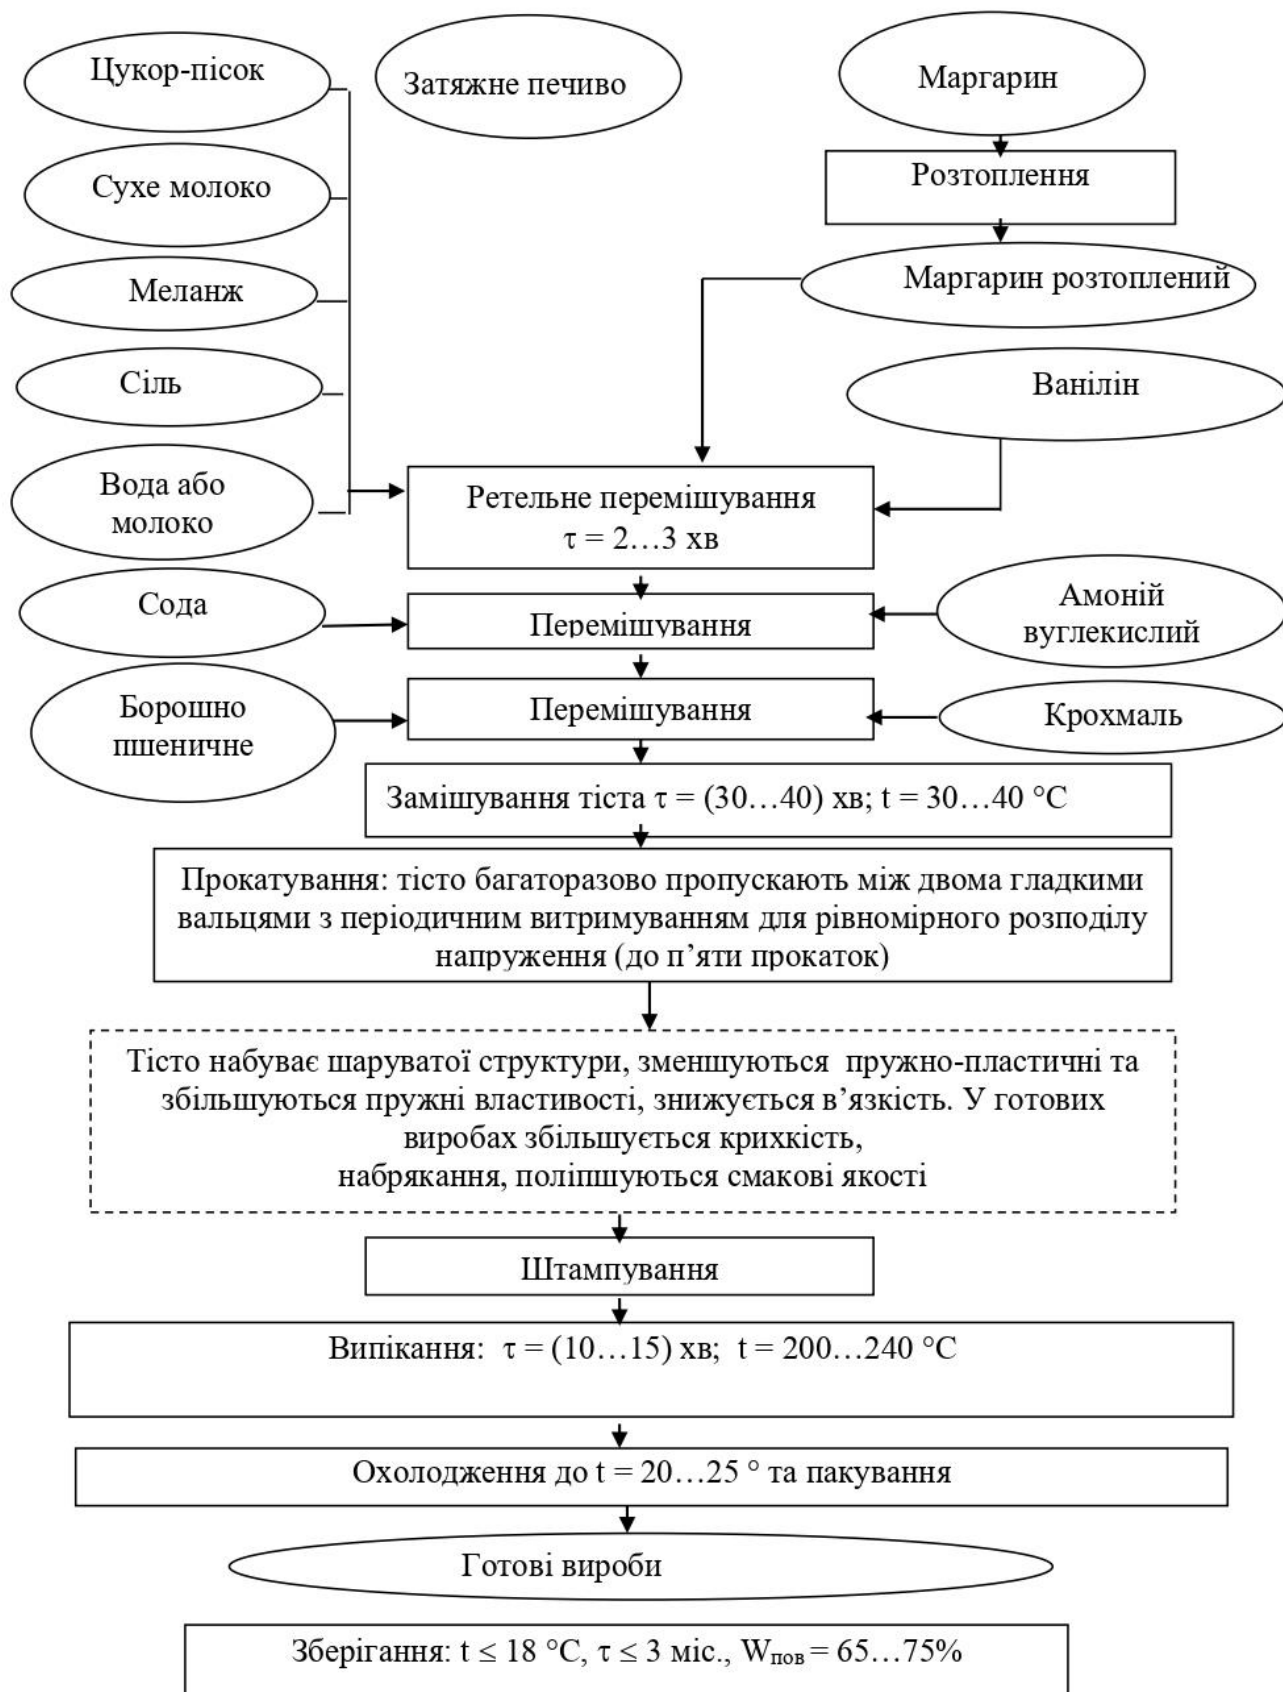 Цукор-пісок
Затяжне печиво
Маргарин
Сухе молоко
Розтоплення
Меланж
Маргарин розтоплений
Сіль
Ванілін
Вода або
молоко
Ретельне перемішування
τ = 2…3 хв
Сода
Перемішування
Амоній
вуглекислий
Борошно
пшеничне
Перемішування
Крохмаль
Замішування тіста τ = (30…40) хв; t = 30…40 °С
Прокатування: тісто багаторазово пропускають між двома гладкими
вальцями з періодичним витримуванням для рівномірного розподілу
напруження (до п’яти прокаток)
Тісто набуває шаруватої структури, зменшуються пружно-пластичні та
збільшуються пружні властивості, знижується в’язкість. У готових
виробах збільшується крихкість,
набрякання, поліпшуються смакові якості
Штампування
Випікання: τ = (10…15) хв; t = 200…240 °С
Охолодження до t = 20…25 ° та пакування
Готові вироби
Зберігання: t ≤ 18 °С, τ ≤ 3 міс., Wпов = 65…75%